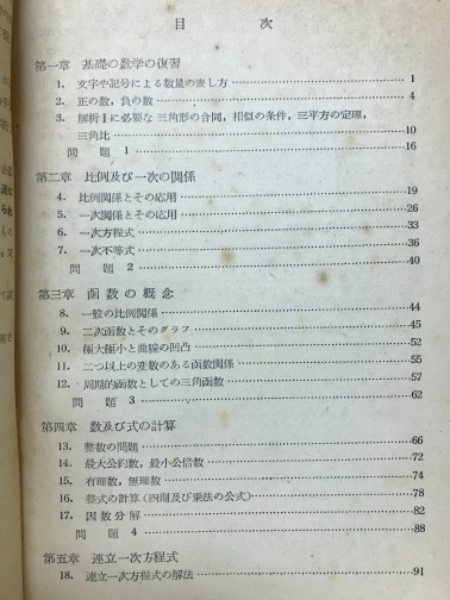 目 次
第一章 基礎の数学の復習
1. 文字や記号による数量の表し方 1
2. 正の数，負の数 4
3. 解析Ⅰに必要な 三角形の合同，相似の条件，三平方の定理，
三角比 10
問 題 1 16
第二章 比例及び一次の関係
4. 比例関係とその応用 19
5. 一次関係とその応用 26
6. 一次方程式 33
7. 一次不等式 36
問 題 2 40
第三章 函数の概念
8. 一般の比例関係 44
9. 二次函数とそのグラフ 45
10. 極大極小と曲線の凹凸 52
11. 二つ以上の変数のある函数関係 55
12. 周期的函数としての三角函数 57
問 題 3 62
第四章 数及び式の計算
13. 整数の問題 66
14. 最大公約数，最小公倍数 72
15. 有理数，無理数 74
16. 整式の計算（四則及び乗法の公式） 78
17. 因数分解 82
問 題 4 88
第五章 連立一次方程式
18. 連立一次方程式の解法 91